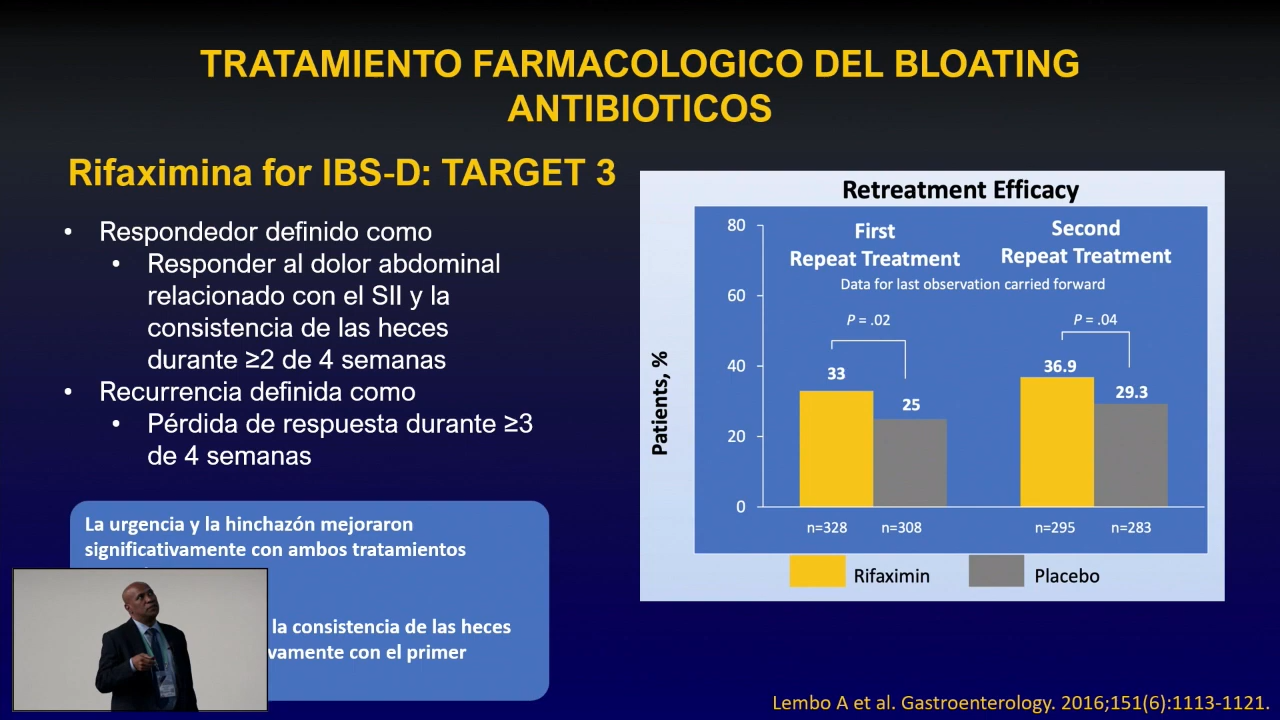 TRATAMIENTO FARMACOLOGICO DEL BLOATING
ANTIBIOTICOS
Rifaximina for IBS-D: TARGET 3
• Respondedor definido como
• Responder al dolor abdominal
relacionado con el SII y la
consistencia de las heces
durante ≥2 de 4 semanas
• Recurrencia definida como
• Pérdida de respuesta durante ≥3
de 4 semanas
La urgencia y la hinchazón mejoraron
significativamente con ambos tratamientos
la consistencia de las heces
vamente con el primer
Retreatment Efficacy
Patients, %
80
60
40
20
0
First
Repeat Treatment
Second
Repeat Treatment
Data for last observation carried forward
P = .02
P = .04
33
25
36.9
29.3
n=328
n=308
n=295
n=283
Rifaximin
Placebo
Lembo A et al. Gastroenterology. 2016;151(6):1113-1121.